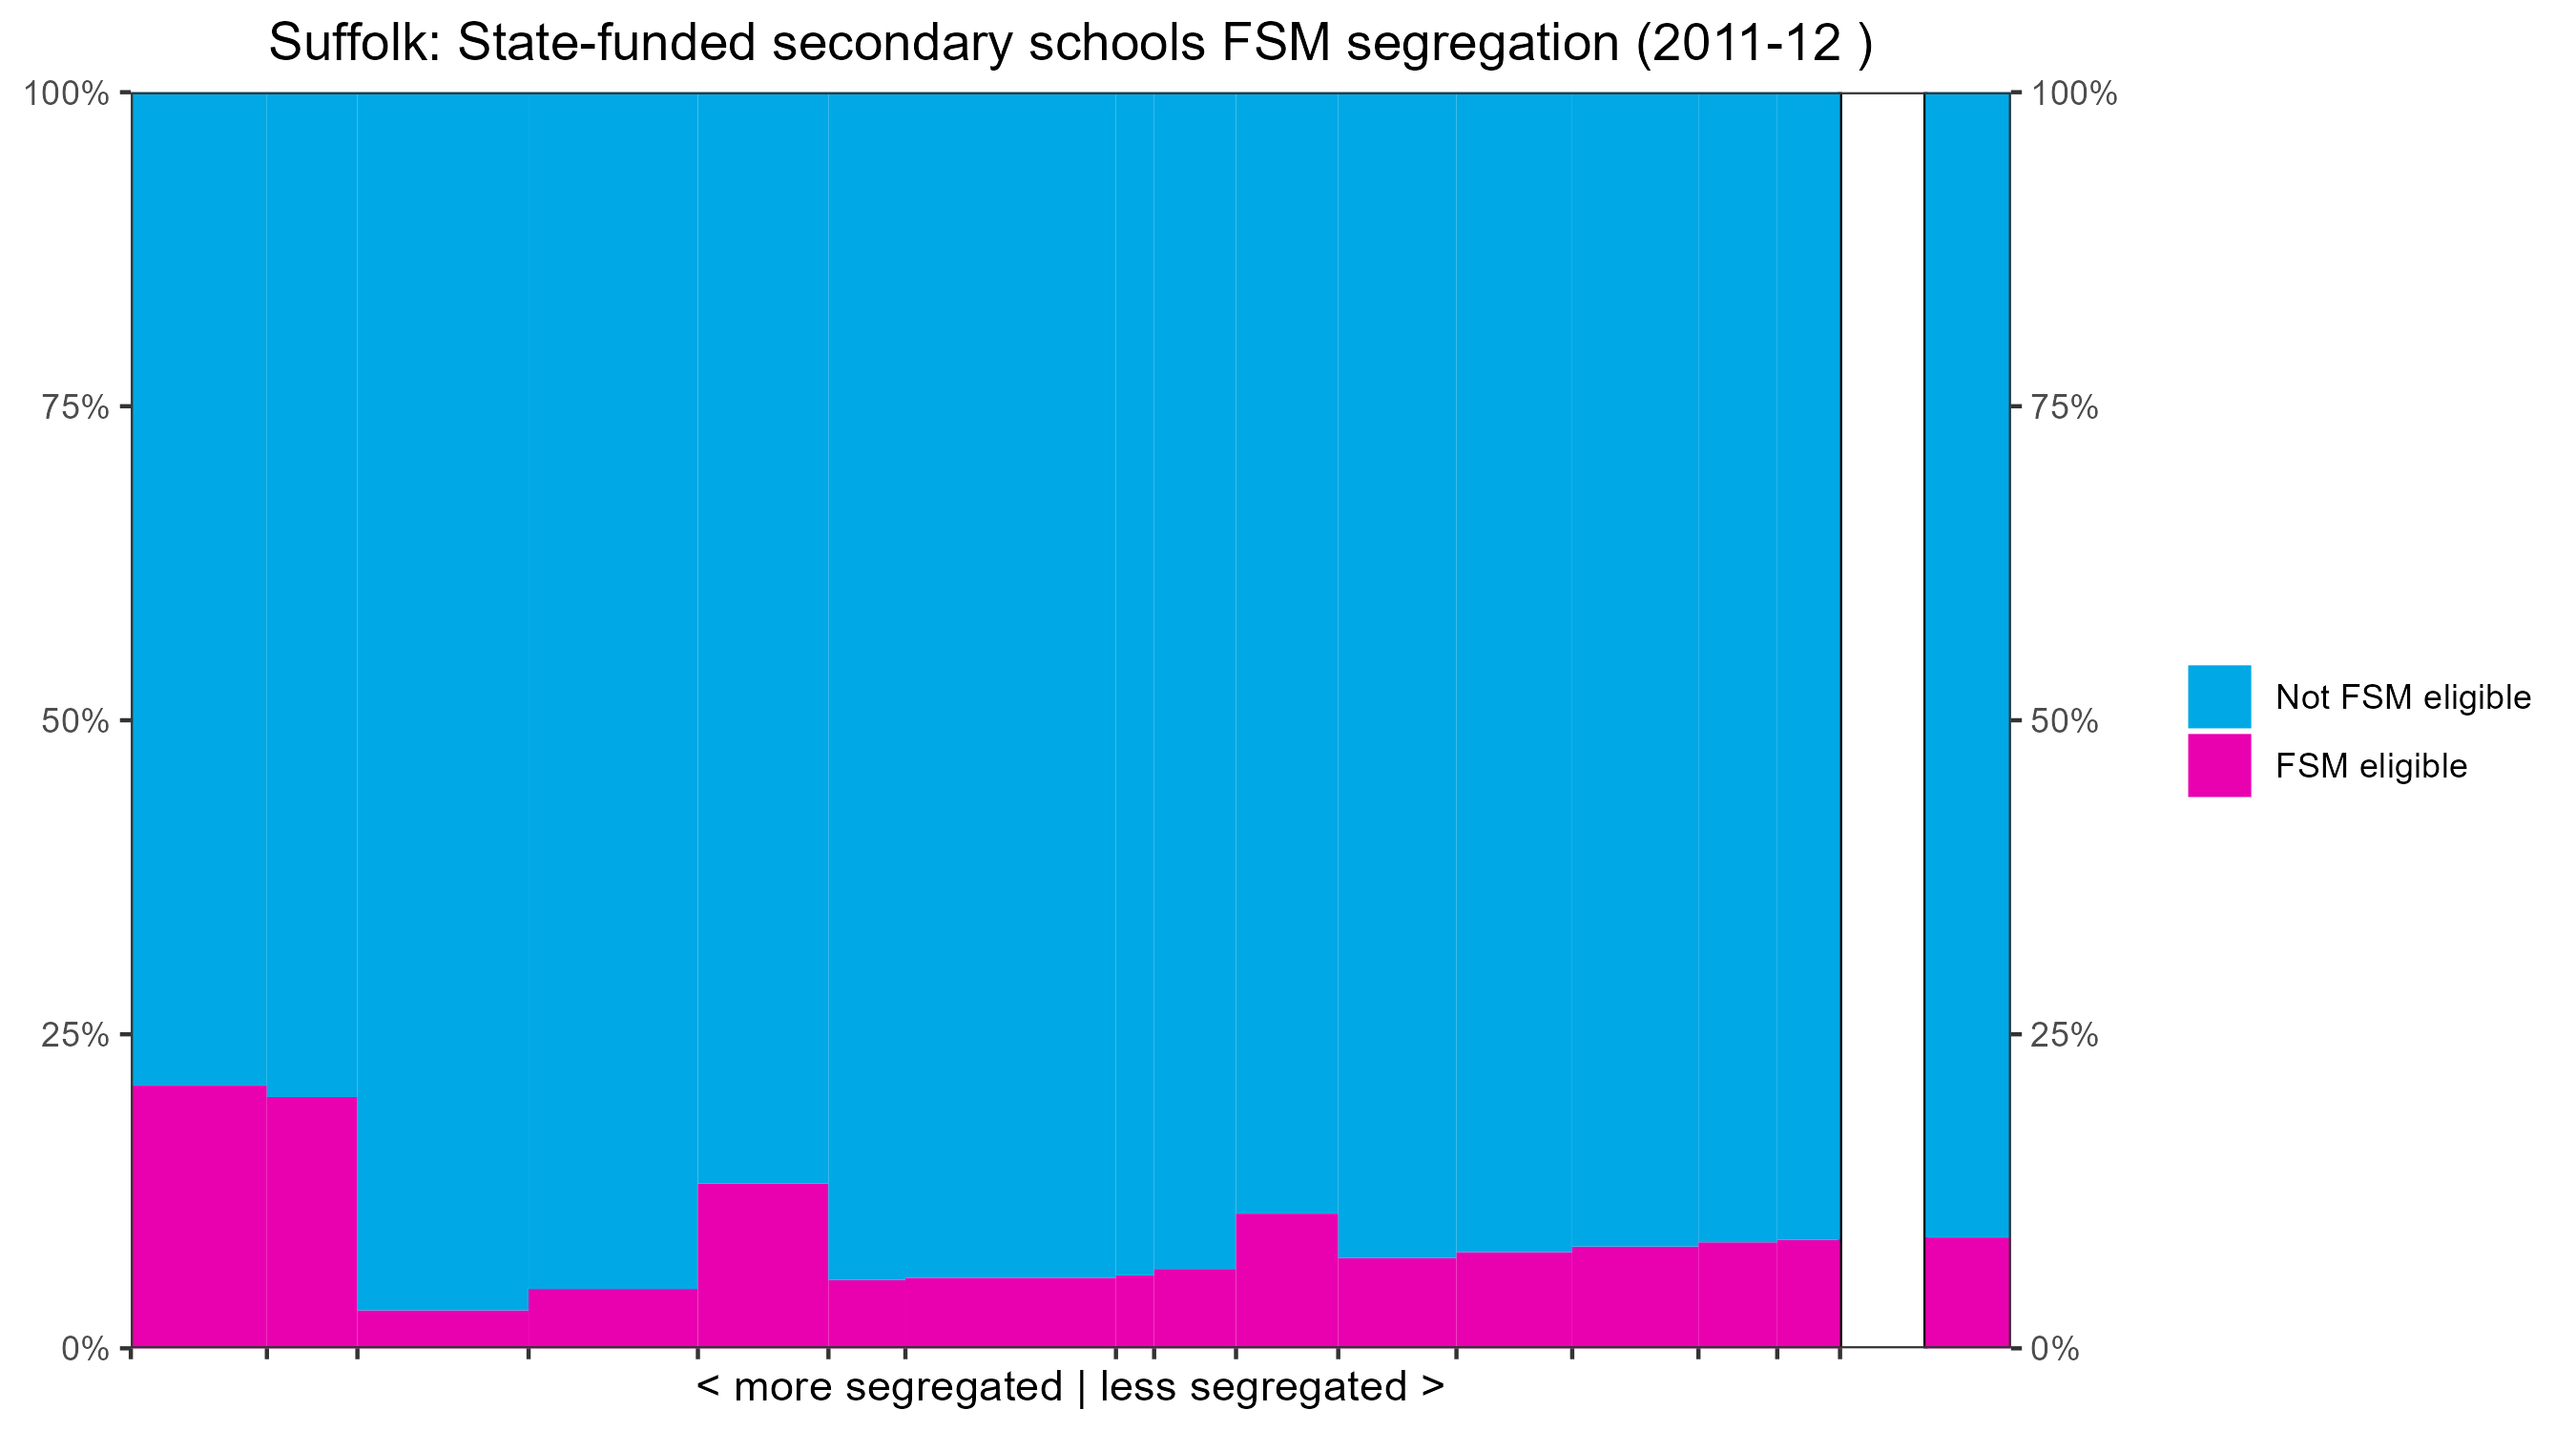 Suffolk: State-funded secondary schools FSM segregation (2011-12 )
100%
75%
50%
25%
0%
100%
75%
50%
25%
0%
Not FSM eligible
FSM eligible
< more segregated | less segregated >